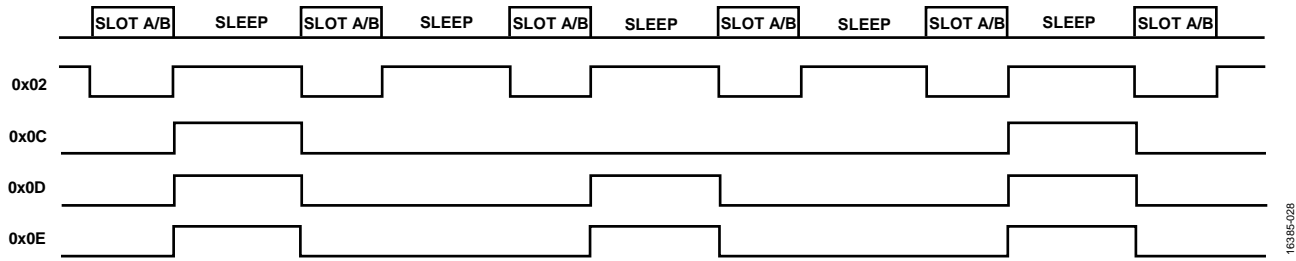 SLOT A/B SLEEP SLOT A/B SLEEP SLOT A/B SLEEP SLOT A/B SLEEP SLOT A/B SLEEP SLOT A/B
0x02
0x0C
0x0D
0x0E
16385-028